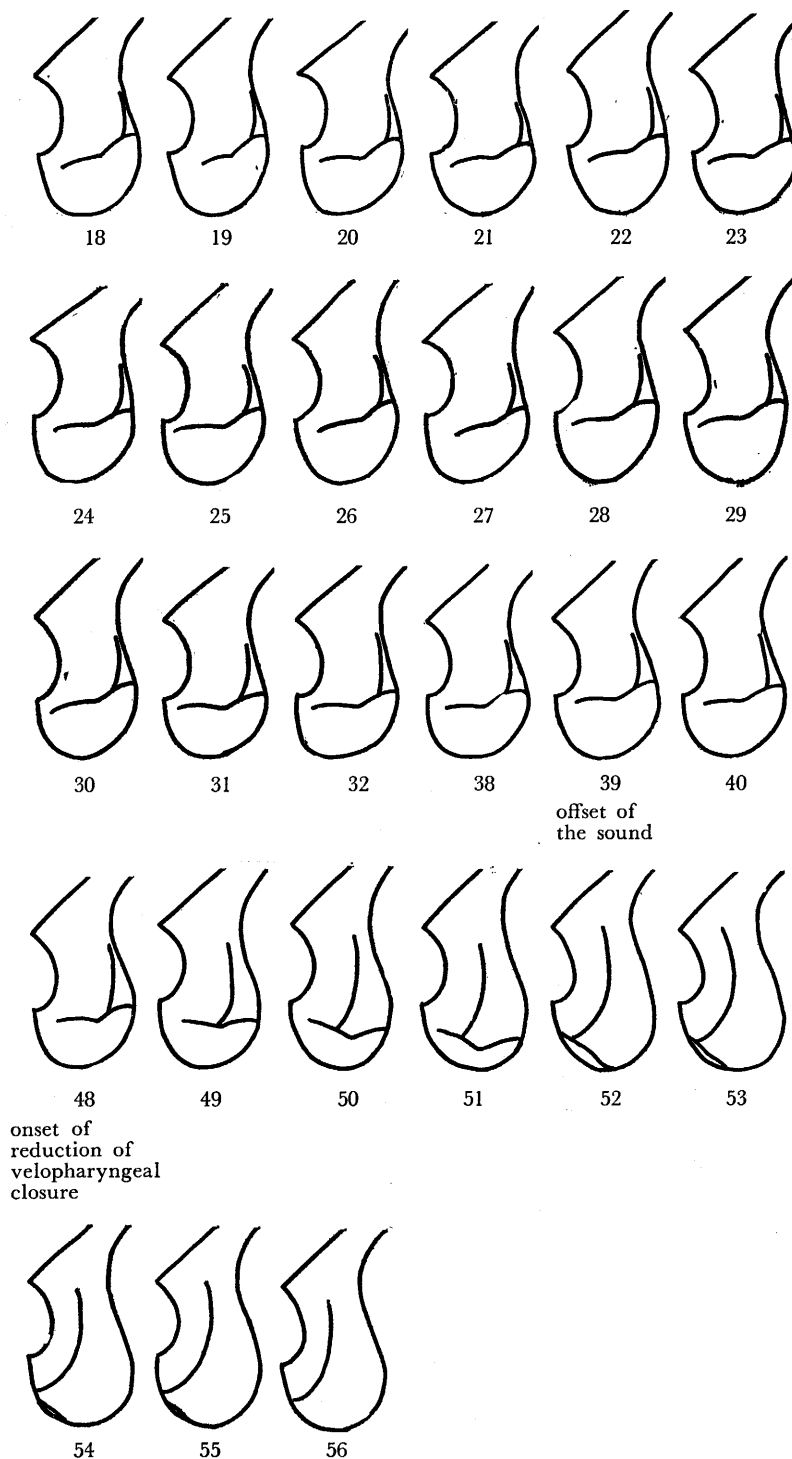 18 19 20 21 22 23
24 25 26 27 28 29
30 31 32 38 39 40
offset of
the sound
48 49 50 51 52 53
onset of
reduction of
velopharyngeal
closure
54 55 56